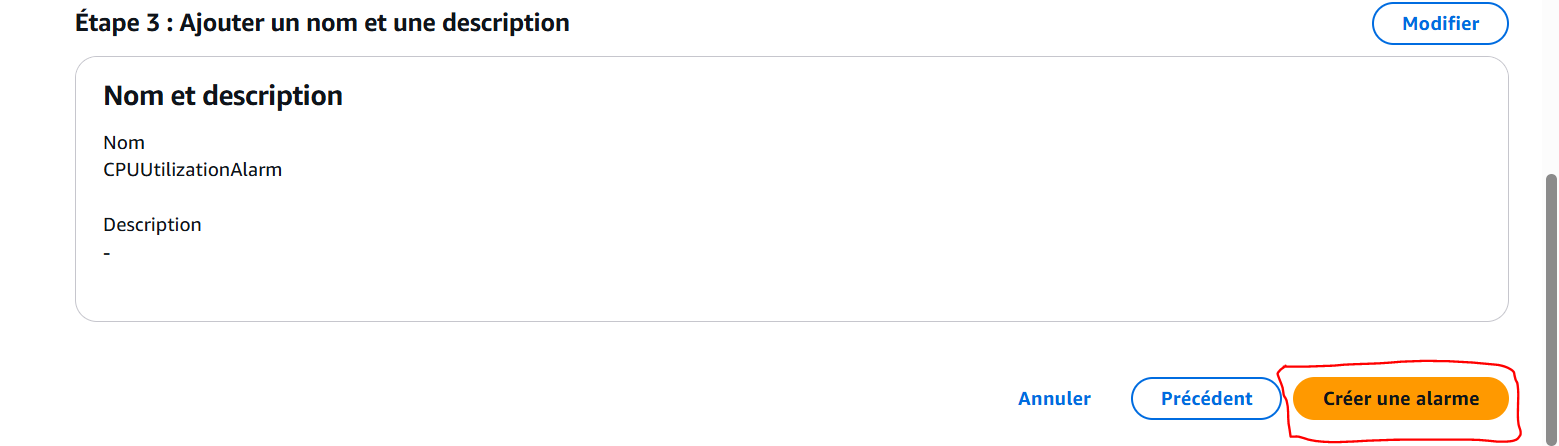 Étape 3 : Ajouter un nom et une description
Modifier
Nom et description
Nom
CPUUtilizationAlarm
Description
-
Annuler
Précédent
Créer une alarme